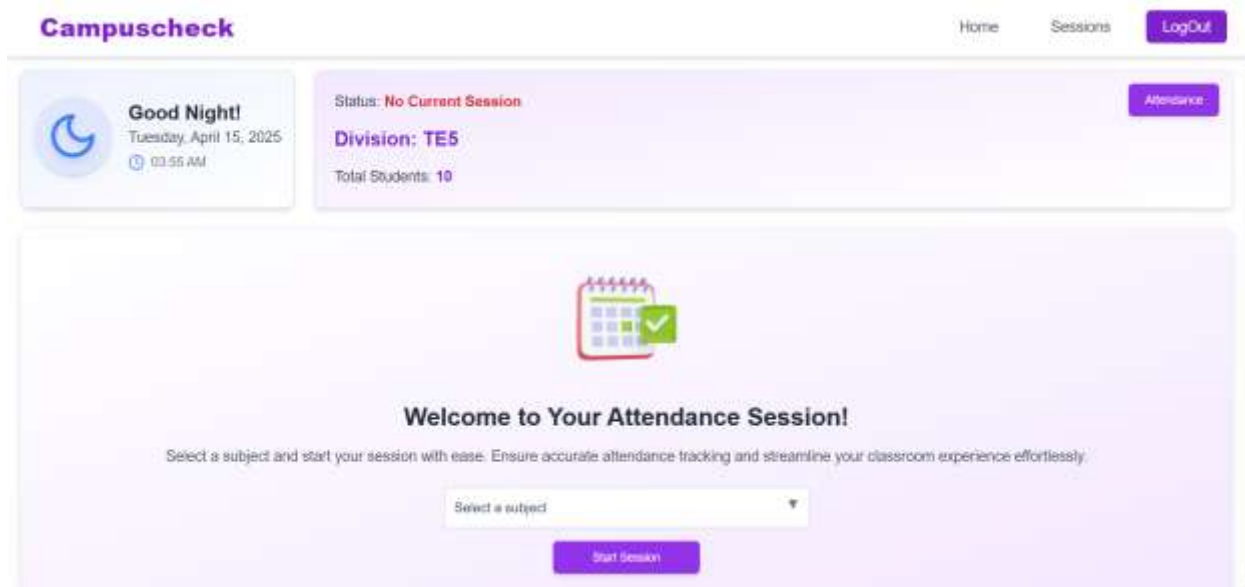 Campuscheck
Home Sessions LogOut
Good Night!
Tuesday, April 15, 2025
03:55 AM
Status: No Current Session
Attendance
Division: TE5
Total Students: 10
Welcome to Your Attendance Session!
Select a subject and start your session with ease. Ensure accurate attendance tracking and streamline your classroom experience effortlessly.
Select a subject
Start Session